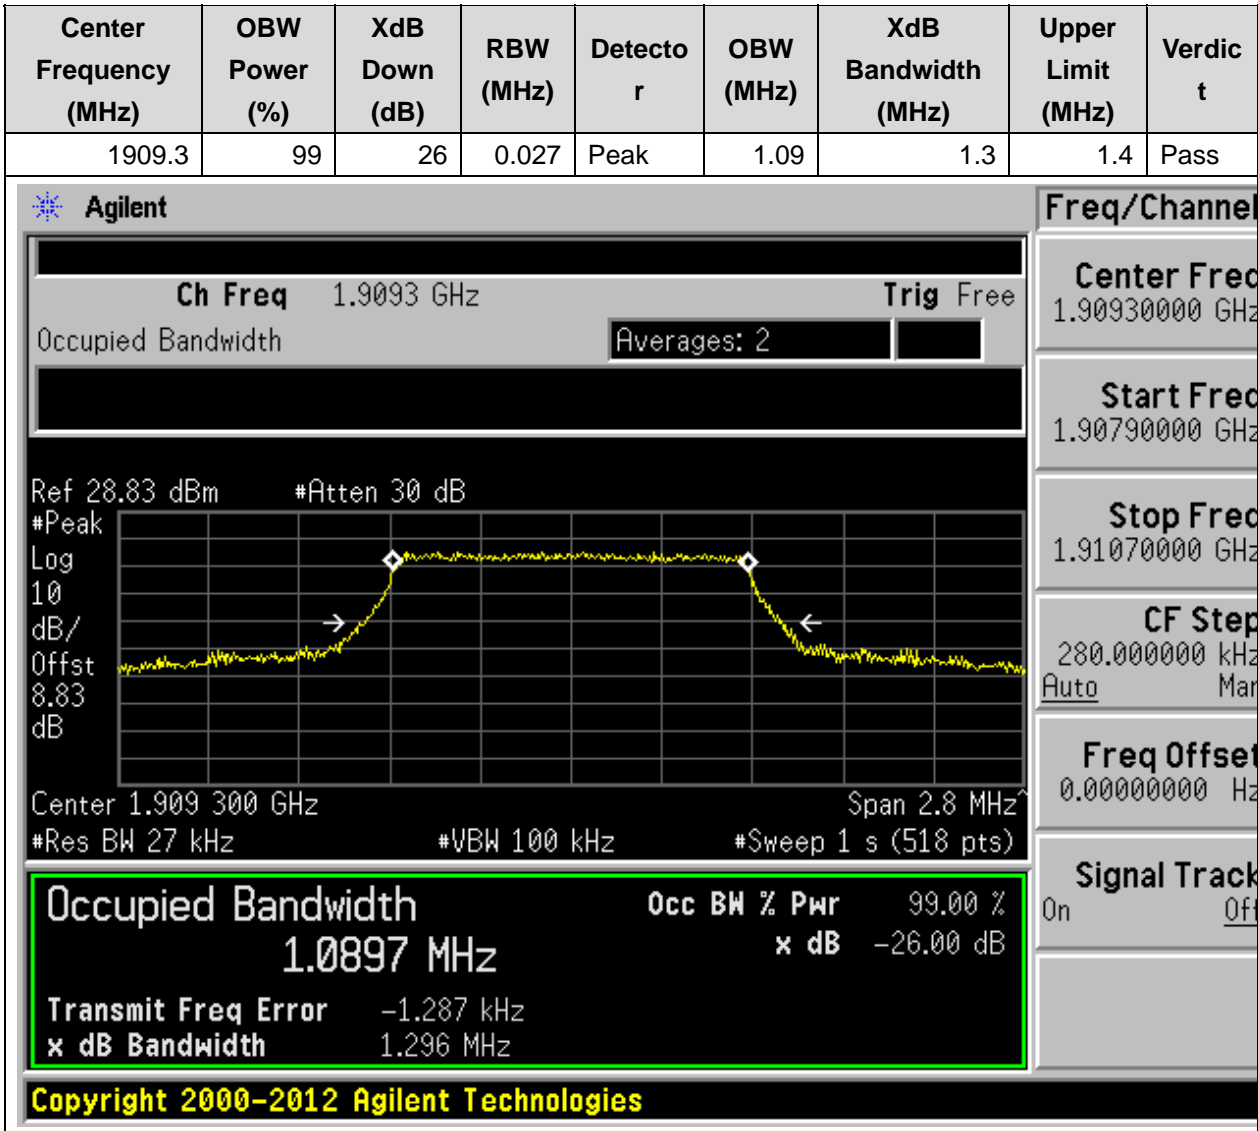 Center Frequency (MHz) OBW Power (%) XdB Down (dB) RBW (MHz) Detecto r OBW (MHz) XdB Bandwidth (MHz) Upper Limit (MHz) Verdic t
1909.3 99 26 0.027 Peak 1.09 1.3 1.4 Pass
Agilent
Freq/Channel
Ch Freq 1.9093 GHz Trig Free
Occupied Bandwidth Averages: 2
Center Freq
1.90930000 GHz
Start Freq
1.90790000 GHz
Stop Freq
1.91070000 GHz
CF Step
280.000000 kHz
Auto Man
Freq Offset
0.00000000 Hz
Signal Track
On Off
Ref 28.83 dBm #Atten 30 dB
#Peak
Log
10
dB/
Offst
8.83
dB
Center 1.909 300 GHz Span 2.8 MHz^
#Res BW 27 kHz #VBW 100 kHz #Sweep 1 s (518 pts)
Occupied Bandwidth Occ BW % Pwr 99.00 %
1.0897 MHz x dB -26.00 dB
Transmit Freq Error -1.287 kHz
x dB Bandwidth 1.296 MHz
Copyright 2000-2012 Agilent Technologies